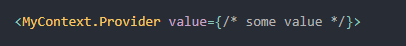 <MyContext.Provider value={/* some value */}>